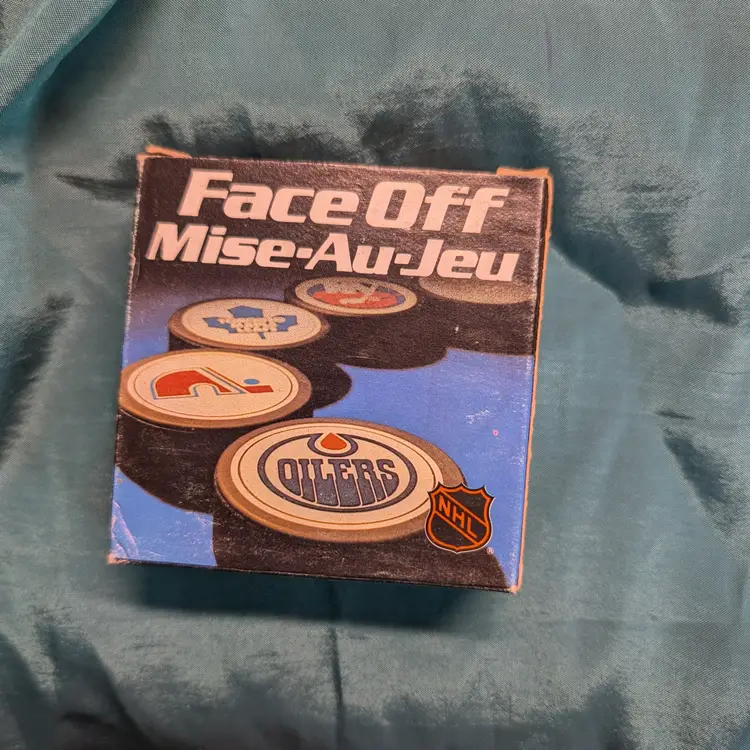 Face Off
Mise-Au-Jeu
OILERS
NHL
®